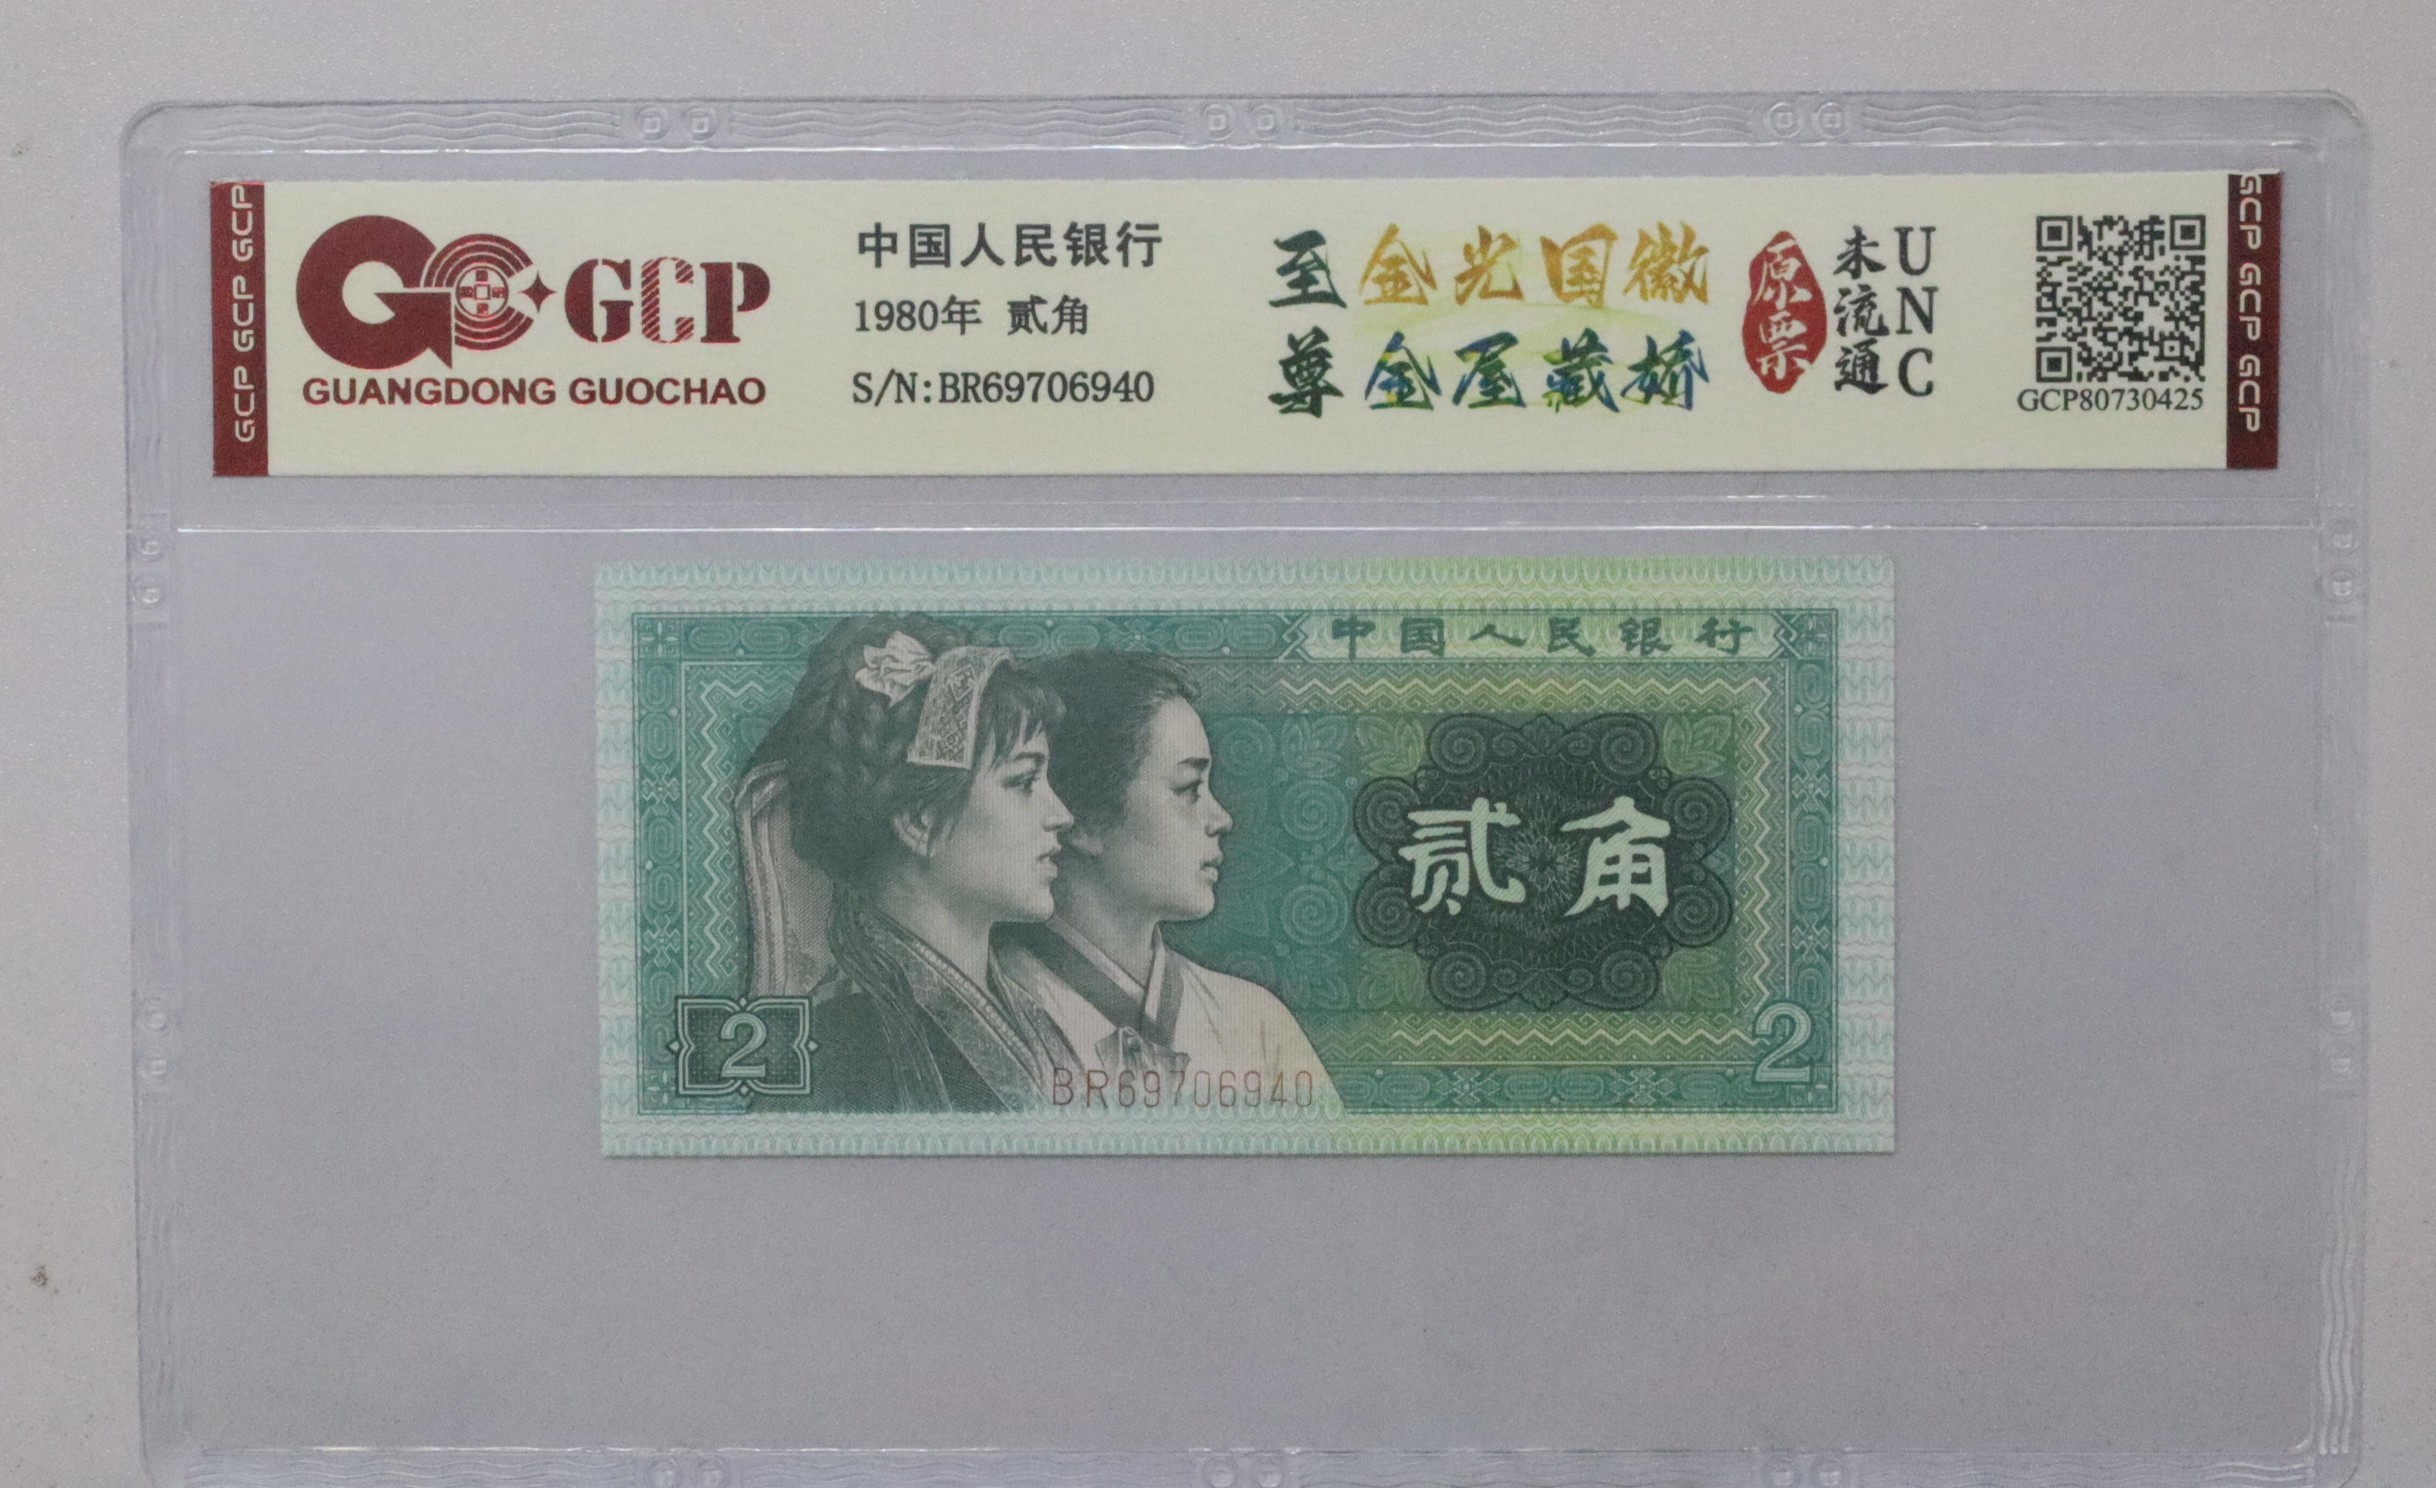 GCP GCP GCP
GCP
GUANGDONG GUOCHAO
中国人民银行
1980年 贰角
S/N:BR69706940
至尊
金光国徽
金屋藏娇
原票
未流通
UNC
GCP80730425
GCP GCP GCP
中国人民银行
贰角
2
2
BR69706940